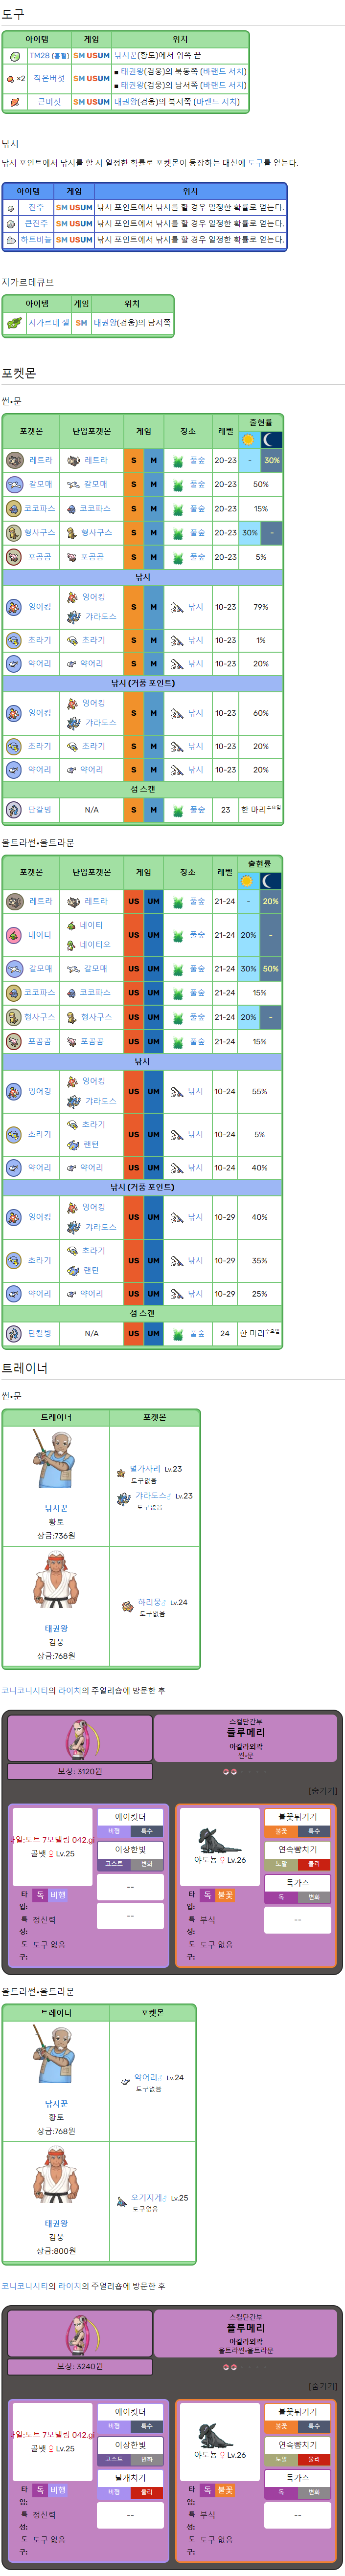 도구
아이템 게임 위치
TM28 (흡혈) SM USUM 낚시꾼(황토)에서 위쪽 끝
×2 작은버섯 SM USUM ■ 태권왕(검웅)의 북동쪽 (바랜드 서치)
■ 태권왕(검웅)의 남서쪽 (바랜드 서치)
큰버섯 SM USUM 태권왕(검웅)의 북서쪽 (바랜드 서치)
낚시
낚시 포인트에서 낚시를 할 시 일정한 확률로 포켓몬이 등장하는 대신에 도구를 얻는다.
아이템 게임 위치
진주 SM USUM 낚시 포인트에서 낚시를 할 경우 일정한 확률로 얻는다.
큰진주 SM USUM 낚시 포인트에서 낚시를 할 경우 일정한 확률로 얻는다.
하트비늘 SM USUM 낚시 포인트에서 낚시를 할 경우 일정한 확률로 얻는다.
지가르데큐브
아이템 게임 위치
지가르데 셀 SM 태권왕(검웅)의 남서쪽
포켓몬
썬•문
포켓몬 난입포켓몬 게임 장소 레벨 출현률
레트라 레트라 S M 풀숲 20-23 - 30%
갈모매 갈모매 S M 풀숲 20-23 50%
코코파스 코코파스 S M 풀숲 20-23 15%
형사구스 형사구스 S M 풀숲 20-23 30% -
포곰곰 포곰곰 S M 풀숲 20-23 5%
낚시
잉어킹 잉어킹 갸라도스 S M 낚시 10-23 79%
초라기 초라기 S M 낚시 10-23 1%
약어리 약어리 S M 낚시 10-23 20%
낚시 (거품 포인트)
잉어킹 잉어킹 갸라도스 S M 낚시 10-23 60%
초라기 초라기 S M 낚시 10-23 20%
약어리 약어리 S M 낚시 10-23 20%
섬 스캔
단칼빙 N/A S M 풀숲 23 한 마리수요일
울트라썬•울트라문
포켓몬 난입포켓몬 게임 장소 레벨 출현률
레트라 레트라 US UM 풀숲 21-24 - 20%
네이티 네이티 네이티오 US UM 풀숲 21-24 20% -
갈모매 갈모매 US UM 풀숲 21-24 30% 50%
코코파스 코코파스 US UM 풀숲 21-24 15%
형사구스 형사구스 US UM 풀숲 21-24 20% -
포곰곰 포곰곰 US UM 풀숲 21-24 15%
낚시
잉어킹 잉어킹 갸라도스 US UM 낚시 10-24 55%
초라기 초라기 랜턴 US UM 낚시 10-24 5%
약어리 약어리 US UM 낚시 10-24 40%
낚시 (거품 포인트)
잉어킹 잉어킹 갸라도스 US UM 낚시 10-29 40%
초라기 초라기 랜턴 US UM 낚시 10-29 35%
약어리 약어리 US UM 낚시 10-29 25%
섬 스캔
단칼빙 N/A US UM 풀숲 24 한 마리수요일
트레이너
썬•문
트레이너 포켓몬
낚시꾼
황토
상금:736원
별가사리 Lv.23
도구없음
갸라도스♂ Lv.23
도구없음
태권왕
검웅
상금:768원
하리뭉♂ Lv.24
도구없음
코니코니시티의 라이치의 주얼리숍에 방문한 후
보상: 3120원
스컬단간부
플루메리
아칼라외곽
썬•문
[숨기기]
일:도트 7모델링 042.gi
골뱃 ♀ Lv.25
타입: 독 비행
특성: 정신력
도구: 도구 없음
에어컷터
비행 특수
이상한빛
고스트 변화
--
--
야도뇽 ♀ Lv.26
타입: 독 불꽃
특성: 부식
도구: 도구 없음
불꽃튀기기
불꽃 특수
연속뺨치기
노말 물리
독가스
독 변화
--
울트라썬•울트라문
트레이너 포켓몬
낚시꾼
황토
상금:768원
약어리♂ Lv.24
도구없음
태권왕
검웅
상금:800원
오기지게♂ Lv.25
도구없음
코니코니시티의 라이치의 주얼리숍에 방문한 후
보상: 3240원
스컬단간부
플루메리
아칼라외곽
울트라썬•울트라문
[숨기기]
일:도트 7모델링 042.gi
골뱃 ♀ Lv.25
타입: 독 비행
특성: 정신력
도구: 도구 없음
에어컷터
비행 특수
이상한빛
고스트 변화
날개치기
비행 물리
--
야도뇽 ♀ Lv.26
타입: 독 불꽃
특성: 부식
도구: 도구 없음
불꽃튀기기
불꽃 특수
연속뺨치기
노말 물리
독가스
독 변화
--